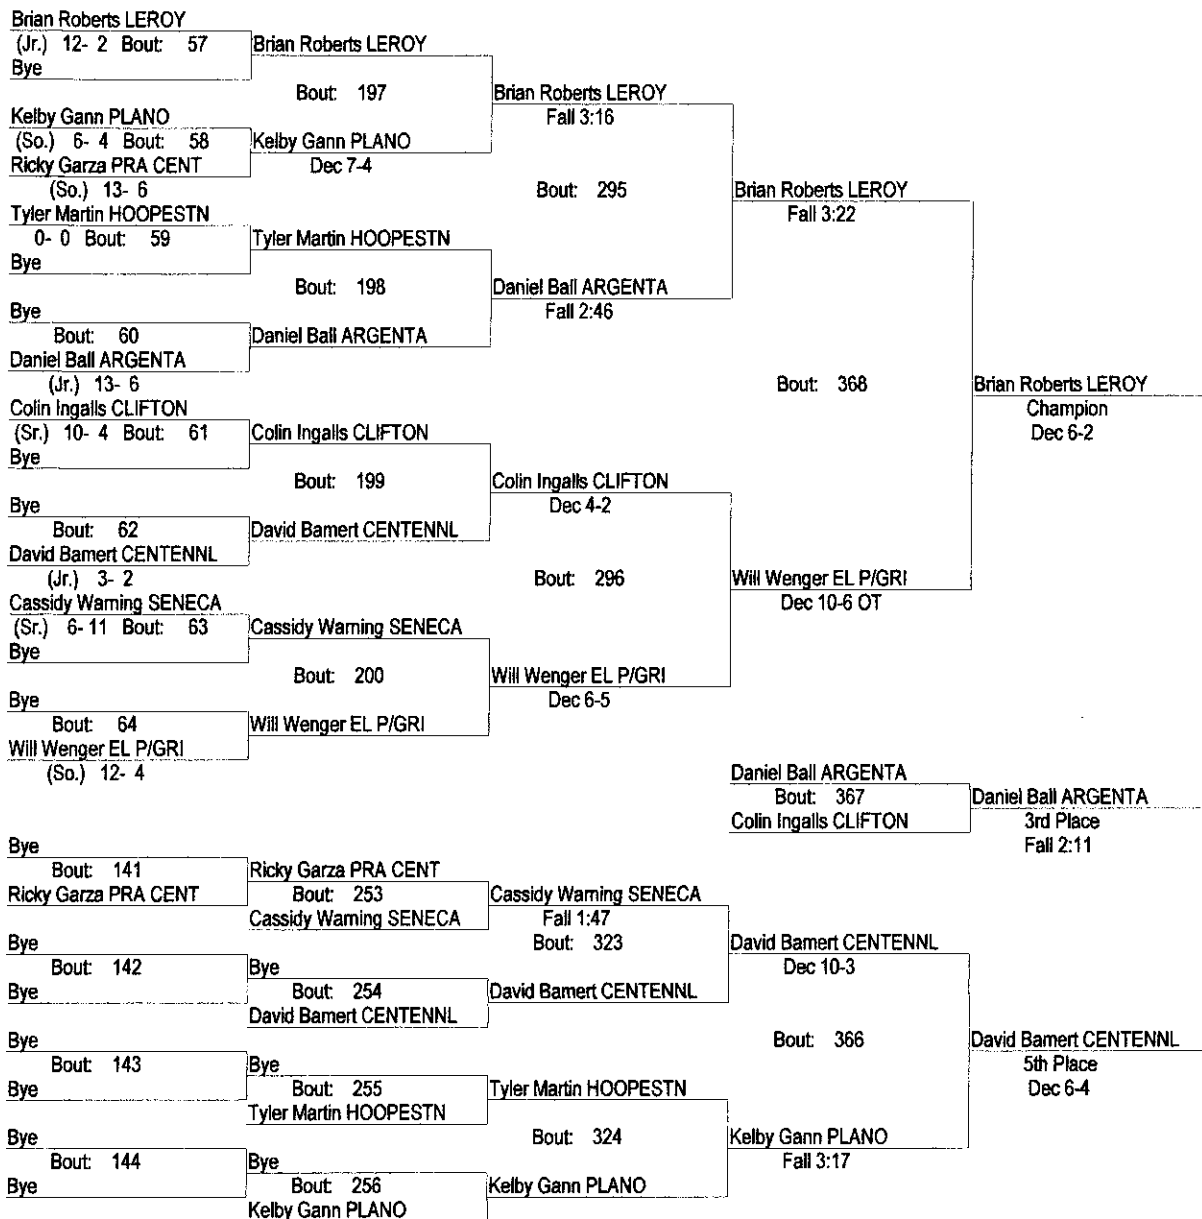 Brian Roberts LEROY
(Jr.) 12- 2 Bout: 57
Bye
Brian Roberts LEROY
Bout: 197
Brian Roberts LEROY
Fall 3:16
Kelby Gann PLANO
(So.) 6- 4 Bout: 58
Ricky Garza PRA CENT
(So.) 13- 6
Kelby Gann PLANO
Dec 7-4
Bout: 295
Brian Roberts LEROY
Fall 3:22
Tyler Martin HOOPESTN
0- 0 Bout: 59
Bye
Tyler Martin HOOPESTN
Bout: 198
Daniel Ball ARGENTA
Fall 2:46
Bye
Bout: 60
Daniel Ball ARGENTA
(Jr.) 13- 6
Daniel Ball ARGENTA
Bout: 368
Brian Roberts LEROY
Champion
Dec 6-2
Colin Ingalls CLIFTON
(Sr.) 10- 4 Bout: 61
Bye
Colin Ingalls CLIFTON
Bout: 199
Colin Ingalls CLIFTON
Dec 4-2
Bye
Bout: 62
David Bamert CENTENNL
(Jr.) 3- 2
David Bamert CENTENNL
Bout: 296
Will Wenger EL P/GRI
Dec 10-6 OT
Cassidy Warning SENECA
(Sr.) 6- 11 Bout: 63
Bye
Cassidy Warning SENECA
Bout: 200
Will Wenger EL P/GRI
Dec 6-5
Bye
Bout: 64
Will Wenger EL P/GRI
(So.) 12- 4
Will Wenger EL P/GRI
Daniel Ball ARGENTA
Bout: 367
Colin Ingalls CLIFTON
Daniel Ball ARGENTA
3rd Place
Fall 2:11
Bye
Bout: 141
Ricky Garza PRA CENT
Ricky Garza PRA CENT
Bout: 253
Cassidy Warning SENECA
Cassidy Warning SENECA
Fall 1:47
Bout: 323
David Bamert CENTENNL
Dec 10-3
Bye
Bout: 142
Bye
Bye
Bout: 254
David Bamert CENTENNL
David Bamert CENTENNL
Bout: 366
David Bamert CENTENNL
5th Place
Dec 6-4
Bye
Bout: 143
Bye
Bye
Bout: 255
Tyler Martin HOOPESTN
Tyler Martin HOOPESTN
Bout: 324
Kelby Gann PLANO
Fall 3:17
Bye
Bout: 144
Bye
Bye
Bout: 256
Kelby Gann PLANO
Kelby Gann PLANO